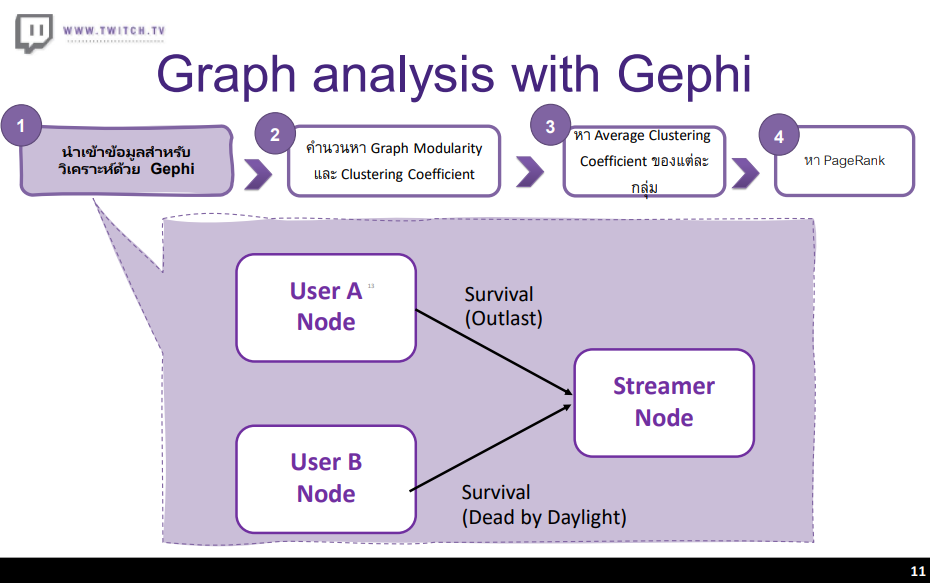 WWW.TWITCH.TV
Graph analysis with Gephi
1
นำเข้าข้อมูลสำหรับ
วิเคราะห์ด้วย Gephi
2
คำนวนหา Graph Modularity
และ Clustering Coefficient
3
หา Average Clustering
Coefficient ของแต่ละ
กลุ่ม
4
หา PageRank
User A 13
Node
Survival
(Outlast)
Streamer
Node
User B
Node
Survival
(Dead by Daylight)
11